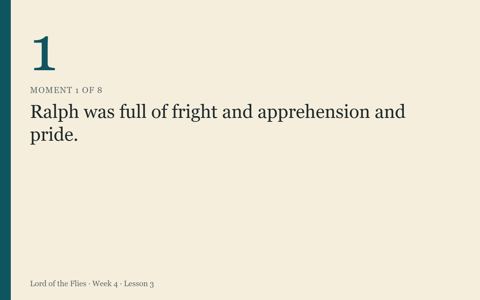 1
MOMENT 1 OF 8
Ralph was full of fright and apprehension and
pride.
Lord of the Flies · Week 4 · Lesson 3